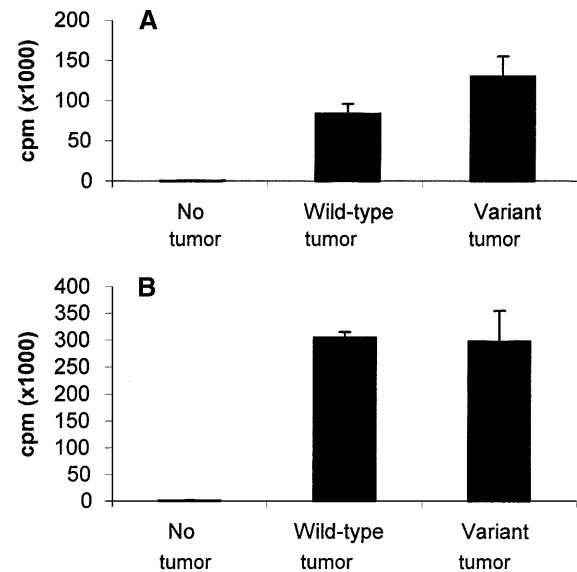 A
cpm (x1000)
200
150
100
50
0
No Wild-type Variant
tumor tumor tumor
B
cpm (x1000)
400
350
300
250
200
150
100
50
0
No Wild-type Variant
tumor tumor tumor